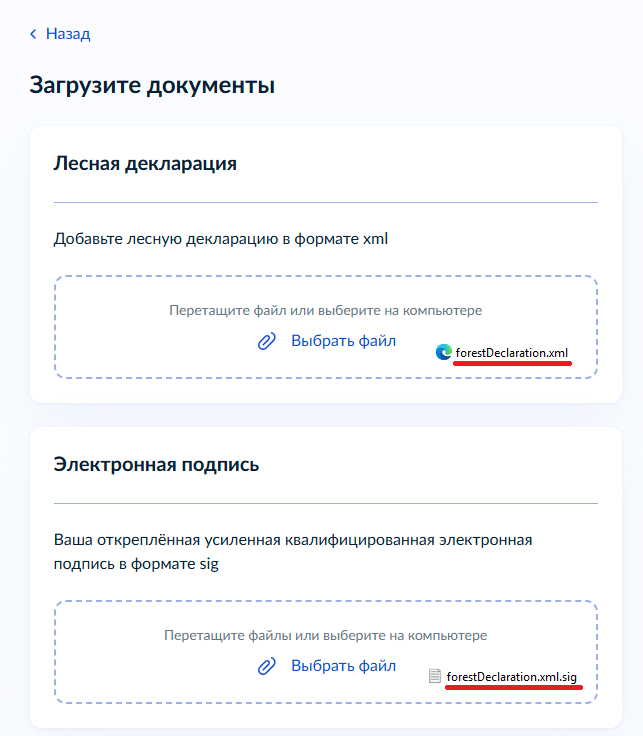 Назад
Загрузите документы
Лесная декларация
Добавьте лесную декларацию в формате xml
Перетащите файл или выберите на компьютере
Выбрать файл
forestDeclaration.xml
Электронная подпись
Ваша откреплённая усиленная квалифицированная электронная
подпись в формате sig
Перетащите файлы или выберите на компьютере
Выбрать файл
forestDeclaration.xml.sig